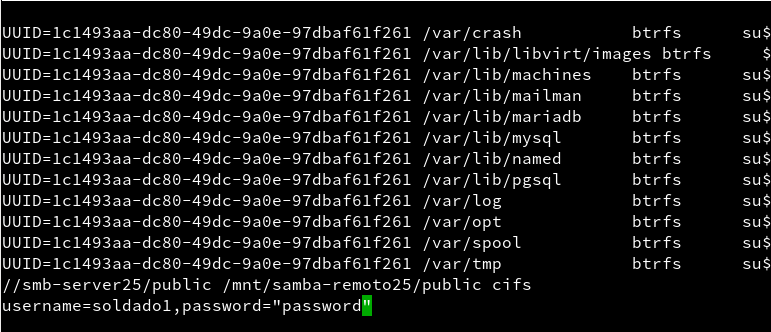 UUID=1c1493aa-dc80-49dc-9a0e-97dbaf61f261 /var/crash btrfs su$
UUID=1c1493aa-dc80-49dc-9a0e-97dbaf61f261 /var/lib/libvirt/images btrfs $
UUID=1c1493aa-dc80-49dc-9a0e-97dbaf61f261 /var/lib/machines btrfs su$
UUID=1c1493aa-dc80-49dc-9a0e-97dbaf61f261 /var/lib/mailman btrfs su$
UUID=1c1493aa-dc80-49dc-9a0e-97dbaf61f261 /var/lib/mariadb btrfs su$
UUID=1c1493aa-dc80-49dc-9a0e-97dbaf61f261 /var/lib/mysql btrfs su$
UUID=1c1493aa-dc80-49dc-9a0e-97dbaf61f261 /var/lib/named btrfs su$
UUID=1c1493aa-dc80-49dc-9a0e-97dbaf61f261 /var/lib/pgsql btrfs su$
UUID=1c1493aa-dc80-49dc-9a0e-97dbaf61f261 /var/log btrfs su$
UUID=1c1493aa-dc80-49dc-9a0e-97dbaf61f261 /var/opt btrfs su$
UUID=1c1493aa-dc80-49dc-9a0e-97dbaf61f261 /var/spool btrfs su$
UUID=1c1493aa-dc80-49dc-9a0e-97dbaf61f261 /var/tmp btrfs su$
//smb-server25/public /mnt/samba-remoto25/public cifs
username=soldado1,password="password"